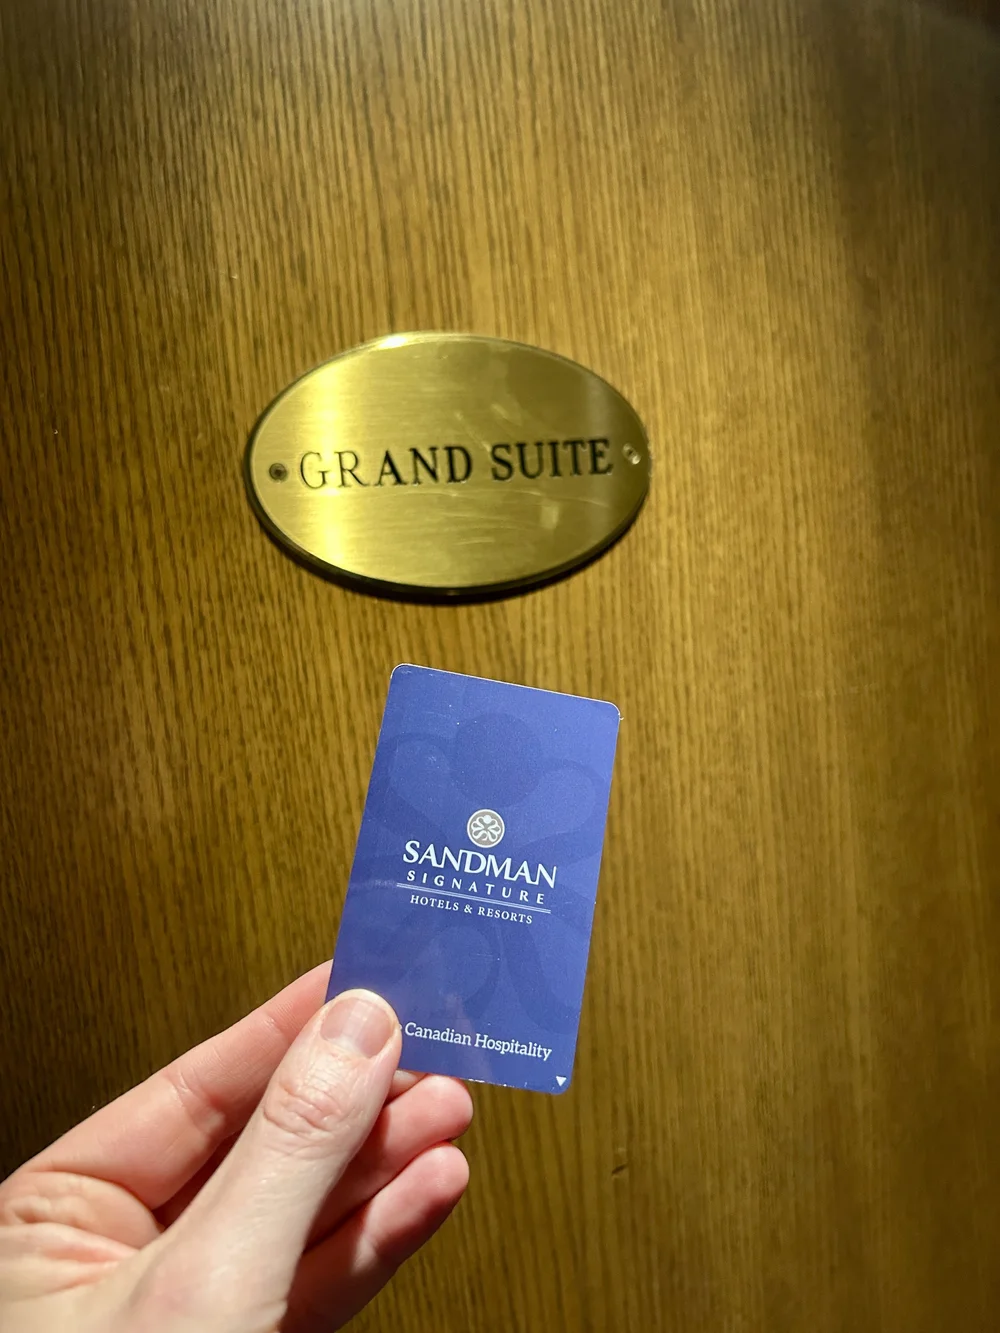 GRAND SUITE
SANDMAN
SIGNATURE
HOTELS & RESORTS
Canadian Hospitality